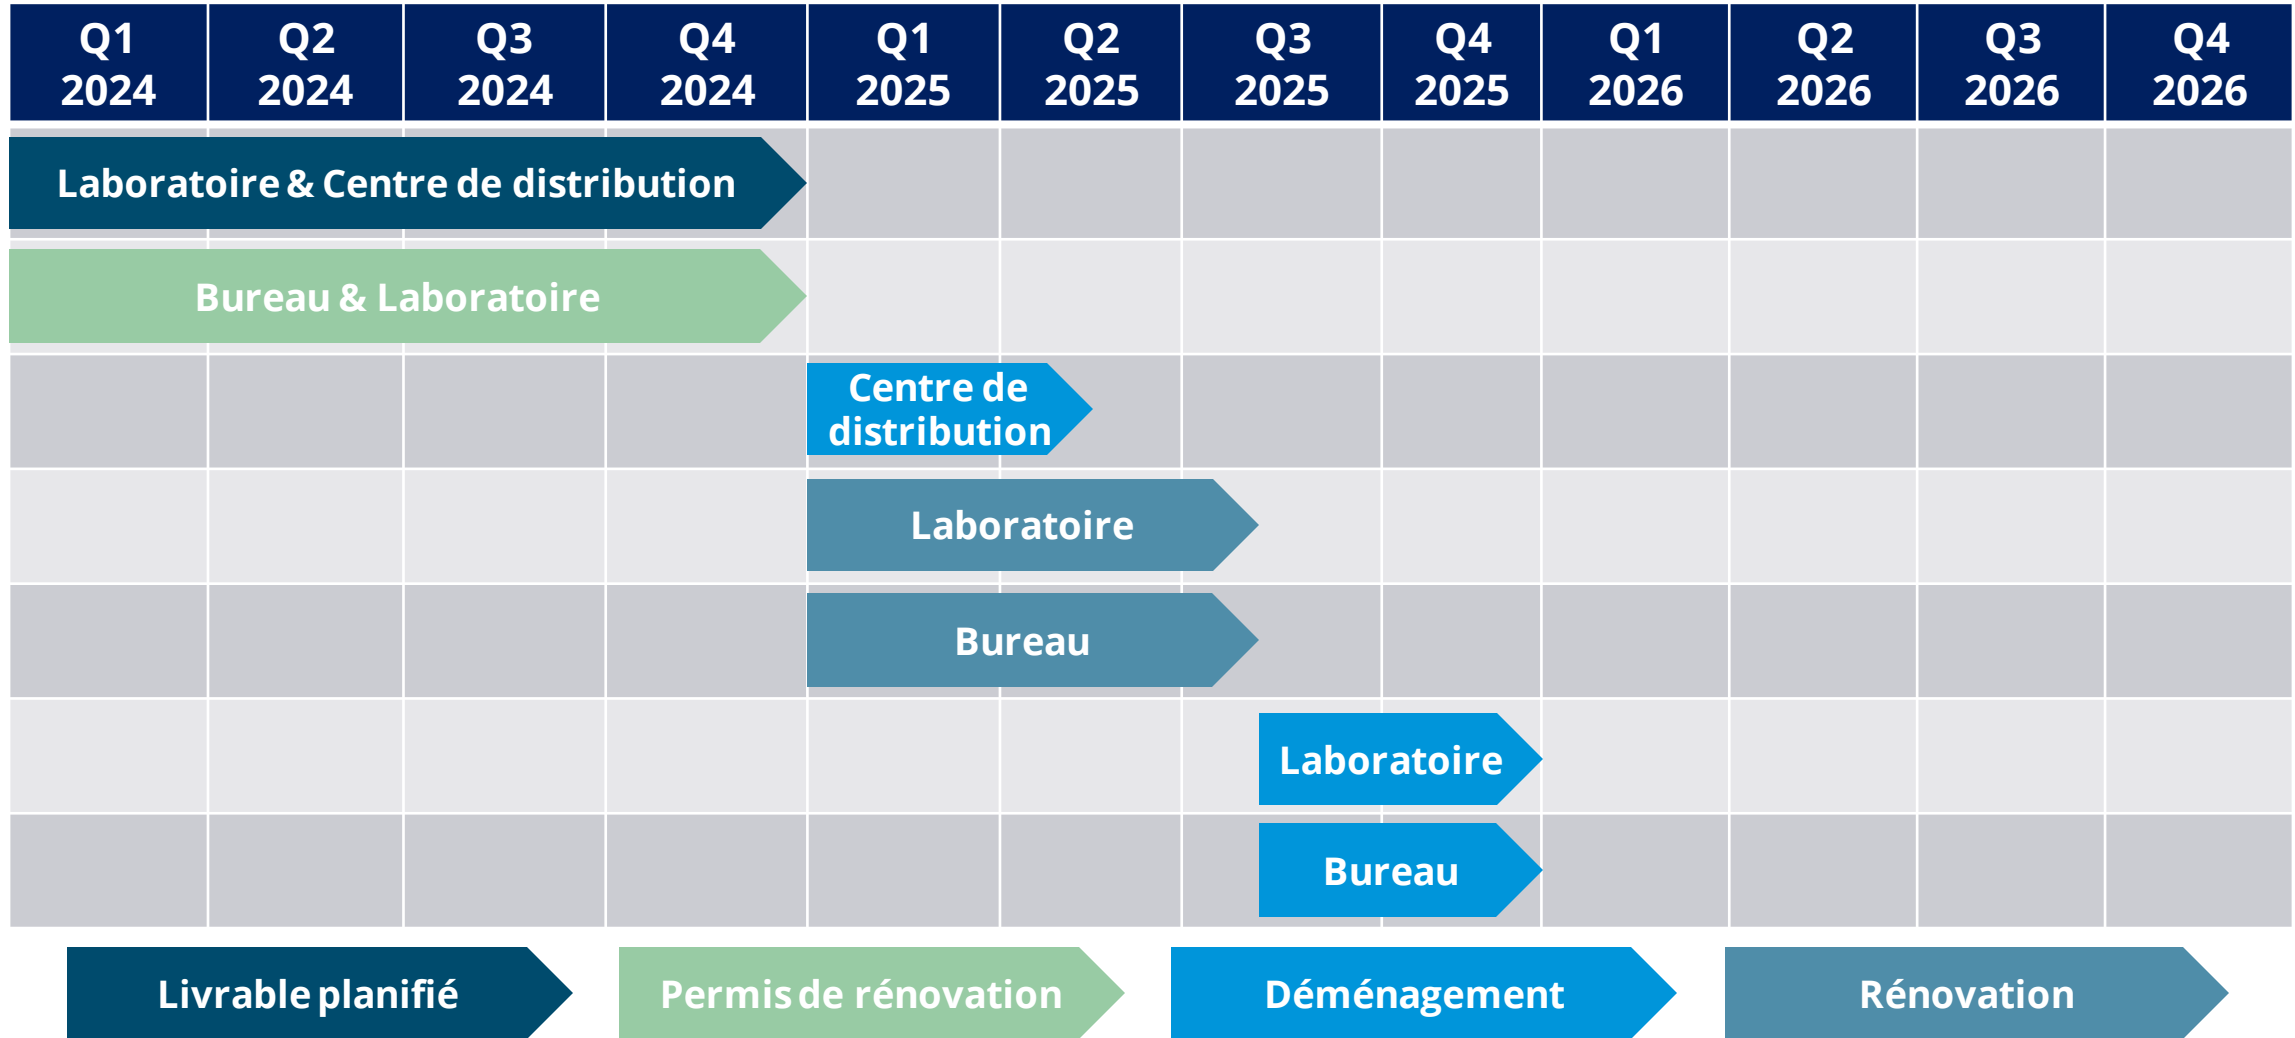 Q1 2024
Q2 2024
Q3 2024
Q4 2024
Q1 2025
Q2 2025
Q3 2025
Q4 2025
Q1 2026
Q2 2026
Q3 2026
Q4 2026
Laboratoire & Centre de distribution
Bureau & Laboratoire
Centre de
distribution
Laboratoire
Bureau
Laboratoire
Bureau
Livrable planifié
Permis de rénovation
Déménagement
Rénovation